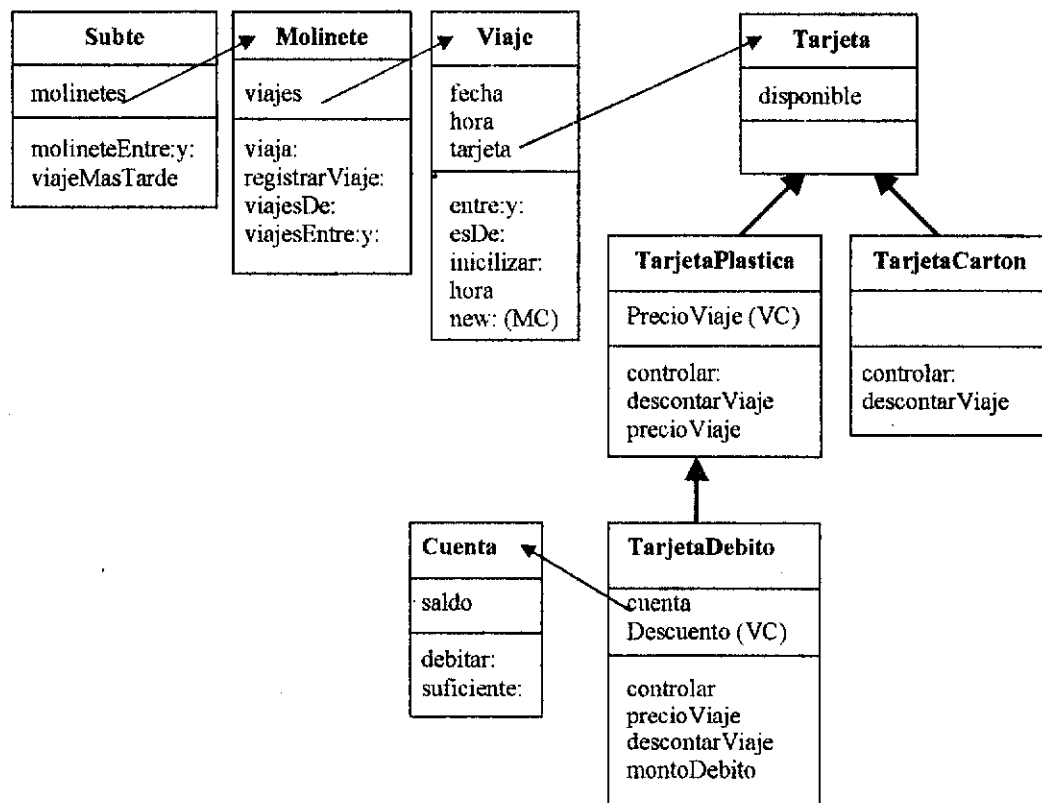 Subte
molinetes
molineteEntre:y:
viajeMasTarde
Molinete
viajes
viaja:
registrarViaje:
viajesDe:
viajesEntre:y:
Viaje
fecha
hora
tarjeta
entre:y:
esDe:
inicilizar:
hora
new: (MC)
Tarjeta
disponible
TarjetaPlastica
PrecioViaje (VC)
controlar:
descontarViaje
precioViaje
TarjetaCarton
controlar:
descontarViaje
Cuenta
saldo
debitar:
suficiente:
TarjetaDebito
cuenta
Descuento (VC)
controlar
precioViaje
descontarViaje
montoDebito